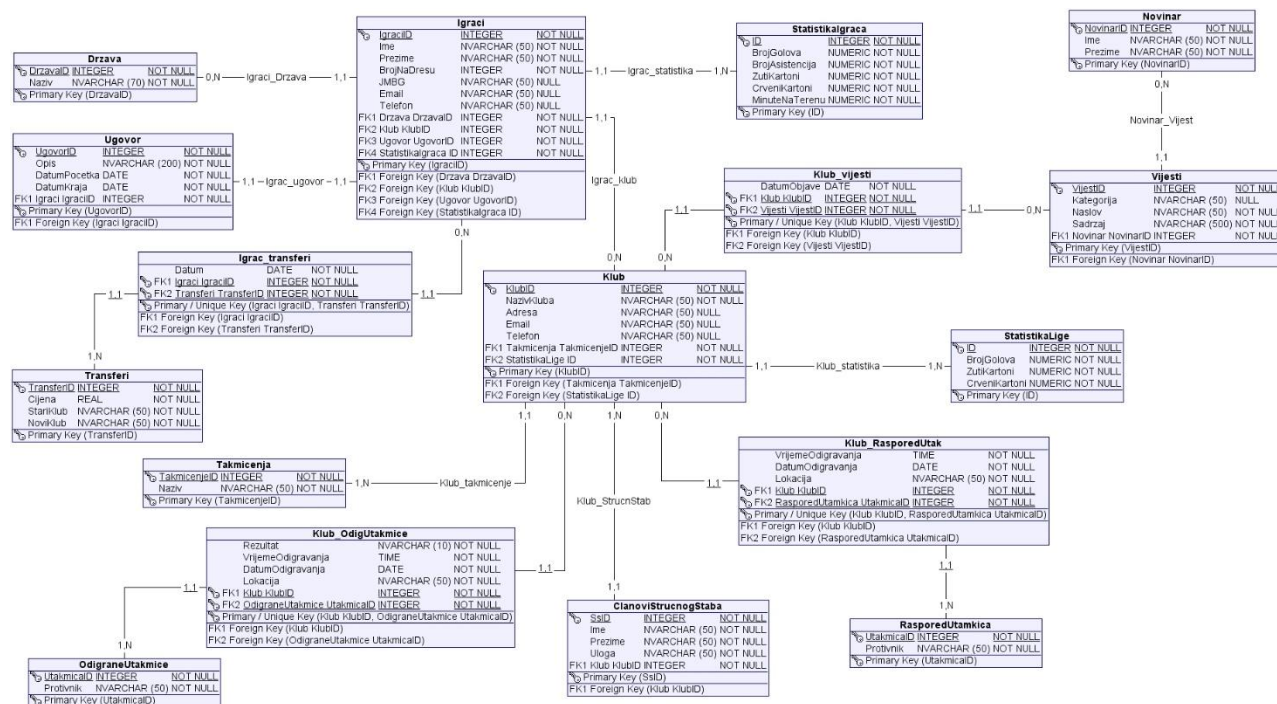 Igraci
IgraciID INTEGER NOT NULL
Ime NVARCHAR (50) NOT NULL
Prezime NVARCHAR (50) NOT NULL
BrojNaDresu INTEGER NOT NULL
JMBG NVARCHAR (50) NULL
Email NVARCHAR (50) NULL
Telefon NVARCHAR (50) NULL
FK1 Drzava DrzavaID INTEGER NOT NULL
FK2 Klub KlubID INTEGER NOT NULL
FK3 Ugovor UgovorID INTEGER NOT NULL
FK4 StatistikaIgraca ID INTEGER NOT NULL
Primary Key (IgraciID)
FK1 Foreign Key (Drzava DrzavaID)
FK2 Foreign Key (Klub KlubID)
FK3 Foreign Key (Ugovor UgovorID)
FK4 Foreign Key (StatistikaIgraca ID)
StatistikaIgraca
ID INTEGER NOT NULL
BrojGolova NUMERIC NOT NULL
BrojAsistencija NUMERIC NOT NULL
ZutiKartoni NUMERIC NOT NULL
CrveniKartoni NUMERIC NOT NULL
MinuteNaTerenu NUMERIC NOT NULL
Primary Key (ID)
Novinar
NovinarID INTEGER NOT NULL
Ime NVARCHAR (50) NOT NULL
Prezime NVARCHAR (50) NOT NULL
Primary Key (NovinarID)
Drzava
DrzavaID INTEGER NOT NULL
Naziv NVARCHAR (70) NOT NULL
Primary Key (DrzavaID)
0,N Igraci_Drzava 1,1
1,1 Igrac_statistika 1,N
0,N
Novinar_Vijest
1,1
Ugovor
UgovorID INTEGER NOT NULL
Opis NVARCHAR (200) NOT NULL
DatumPocetka DATE NOT NULL
DatumKraja DATE NOT NULL
FK1 Igraci IgraciID INTEGER NOT NULL
Primary Key (UgovorID)
FK1 Foreign Key (Igraci IgraciID)
1,1 Igrac_ugovor 1,1
1,1
Igrac_klub
0,N
Klub_vijesti
DatumObjave DATE NOT NULL
FK1 Klub KlubID INTEGER NOT NULL
FK2 Vijesti VijestID INTEGER NOT NULL
Primary / Unique Key (Klub KlubID, Vijesti VijestID)
FK1 Foreign Key (Klub KlubID)
FK2 Foreign Key (Vijesti VijestID)
1,1
0,N
1,1
0,N
Vijesti
VijestID INTEGER NOT NULL
Kategorija NVARCHAR (50) NULL
Naslov NVARCHAR (50) NOT NULL
Sadrzaj NVARCHAR (500) NOT NULL
FK1 Novinar NovinarID INTEGER NOT NULL
Primary Key (VijestID)
FK1 Foreign Key (Novinar NovinarID)
Igrac_transferi
Datum DATE NOT NULL
FK1 Igraci IgraciID INTEGER NOT NULL
FK2 Transferi TransferID INTEGER NOT NULL
Primary / Unique Key (Igraci IgraciID, Transferi TransferID)
FK1 Foreign Key (Igraci IgraciID)
FK2 Foreign Key (Transferi TransferID)
0,N
1,1
1,1
1,N
Klub
KlubID INTEGER NOT NULL
NazivKluba NVARCHAR (50) NOT NULL
Adresa NVARCHAR (50) NULL
Email NVARCHAR (50) NULL
Telefon NVARCHAR (50) NULL
FK1 Takmicenja TakmicenjeID INTEGER NOT NULL
FK2 StatistikaLige ID INTEGER NOT NULL
Primary Key (KlubID)
FK1 Foreign Key (Takmicenja TakmicenjeID)
FK2 Foreign Key (StatistikaLige ID)
1,1 Klub_statistika 1,N
StatistikaLige
ID INTEGER NOT NULL
BrojGolova NUMERIC NOT NULL
ZutiKartoni NUMERIC NOT NULL
CrveniKartoni NUMERIC NOT NULL
Primary Key (ID)
Transferi
TransferID INTEGER NOT NULL
Cijena REAL NOT NULL
StariKlub NVARCHAR (50) NOT NULL
NoviKlub NVARCHAR (50) NOT NULL
Primary Key (TransferID)
1,1 0,N 1,N 0,N
Takmicenja
TakmicenjeID INTEGER NOT NULL
Naziv NVARCHAR (50) NOT NULL
Primary Key (TakmicenjeID)
1,N Klub_takmicenje
Klub_StrucnStab
1,1
Klub_RasporedUtak
VrijemeOdigravanja TIME NOT NULL
DatumOdigravanja DATE NOT NULL
Lokacija NVARCHAR (50) NOT NULL
FK1 Klub KlubID INTEGER NOT NULL
FK2 RasporedUtamkica UtakmicaID INTEGER NOT NULL
Primary / Unique Key (Klub KlubID, RasporedUtamkica UtakmicaID)
FK1 Foreign Key (Klub KlubID)
FK2 Foreign Key (RasporedUtamkica UtakmicaID)
1,1
1,1
1,N
Klub_OdigUtakmice
Rezultat NVARCHAR (10) NOT NULL
VrijemeOdigravanja TIME NOT NULL
DatumOdigravanja DATE NOT NULL
Lokacija NVARCHAR (50) NOT NULL
FK1 Klub KlubID INTEGER NOT NULL
FK2 OdigraneUtakmice UtakmicaID INTEGER NOT NULL
Primary / Unique Key (Klub KlubID, OdigraneUtakmice UtakmicaID)
FK1 Foreign Key (Klub KlubID)
FK2 Foreign Key (OdigraneUtakmice UtakmicaID)
1,1
1,1
1,N
ClanoviStrucnogStaba
SsID INTEGER NOT NULL
Ime NVARCHAR (50) NOT NULL
Prezime NVARCHAR (50) NOT NULL
Uloga NVARCHAR (50) NOT NULL
FK1 Klub KlubID INTEGER NOT NULL
Primary Key (SsID)
FK1 Foreign Key (Klub KlubID)
RasporedUtamkica
UtakmicaID INTEGER NOT NULL
Protivnik NVARCHAR (50) NOT NULL
Primary Key (UtakmicaID)
OdigraneUtakmice
UtakmicaID INTEGER NOT NULL
Protivnik NVARCHAR (50) NOT NULL
Primary Key (UtakmicaID)